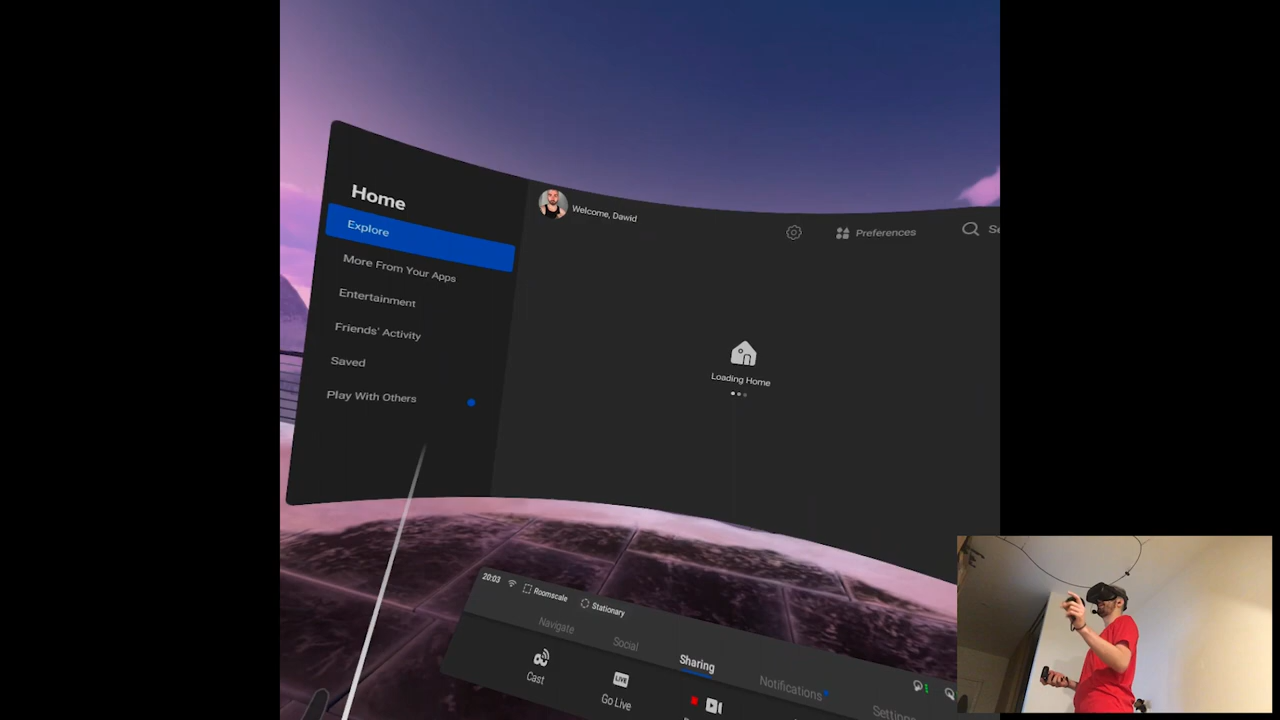 Home
Welcome, Dawid
Preferences
Explore
More From Your Apps
Entertainment
Friends' Activity
Saved
Play With Others
Loading Home
20:03
Roomscale
Stationary
Navigate
Social
Sharing
Notifications
Settings
Cast
LIVE
Go Live